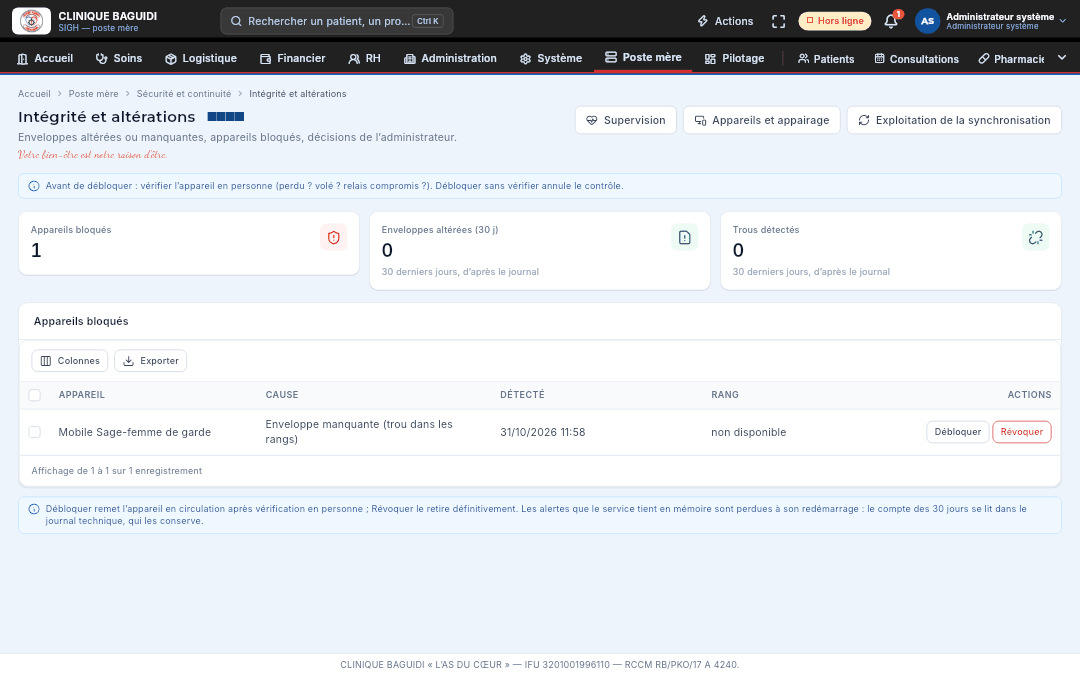 CLINIQUE BAGUIDI
SIGH — poste mère
Rechercher un patient, un pro... Ctrl K
Actions
Hors ligne
1
AS
Administrateur système
Administrateur système
Accueil
Soins
Logistique
Financier
RH
Administration
Système
Poste mère
Pilotage
Patients
Consultations
Pharmacie
Accueil > Poste mère > Sécurité et continuité > Intégrité et altérations
Intégrité et altérations
Enveloppes altérées ou manquantes, appareils bloqués, décisions de l'administrateur.
Votre bien-être est notre raison d'être.
Supervision
Appareils et appairage
Exploitation de la synchronisation
Avant de débloquer : vérifier l'appareil en personne (perdu ? volé ? relais compromis ?). Débloquer sans vérifier annule le contrôle.
Appareils bloqués
1
Enveloppes altérées (30 j)
0
30 derniers jours, d'après le journal
Trous détectés
0
30 derniers jours, d'après le journal
Appareils bloqués
Colonnes
Exporter
APPAREIL CAUSE DÉTECTÉ RANG ACTIONS
Mobile Sage-femme de garde
Enveloppe manquante (trou dans les
rangs)
31/10/2026 11:58
non disponible
Débloquer
Révoquer
Affichage de 1 à 1 sur 1 enregistrement
Débloquer remet l'appareil en circulation après vérification en personne ; Révoquer le retire définitivement. Les alertes que le service tient en mémoire sont perdues à son redémarrage : le compte des 30 jours se lit dans le
journal technique, qui les conserve.
CLINIQUE BAGUIDI « L'AS DU CŒUR » — IFU 3201001996110 — RCCM RB/PKO/17 A 4240.